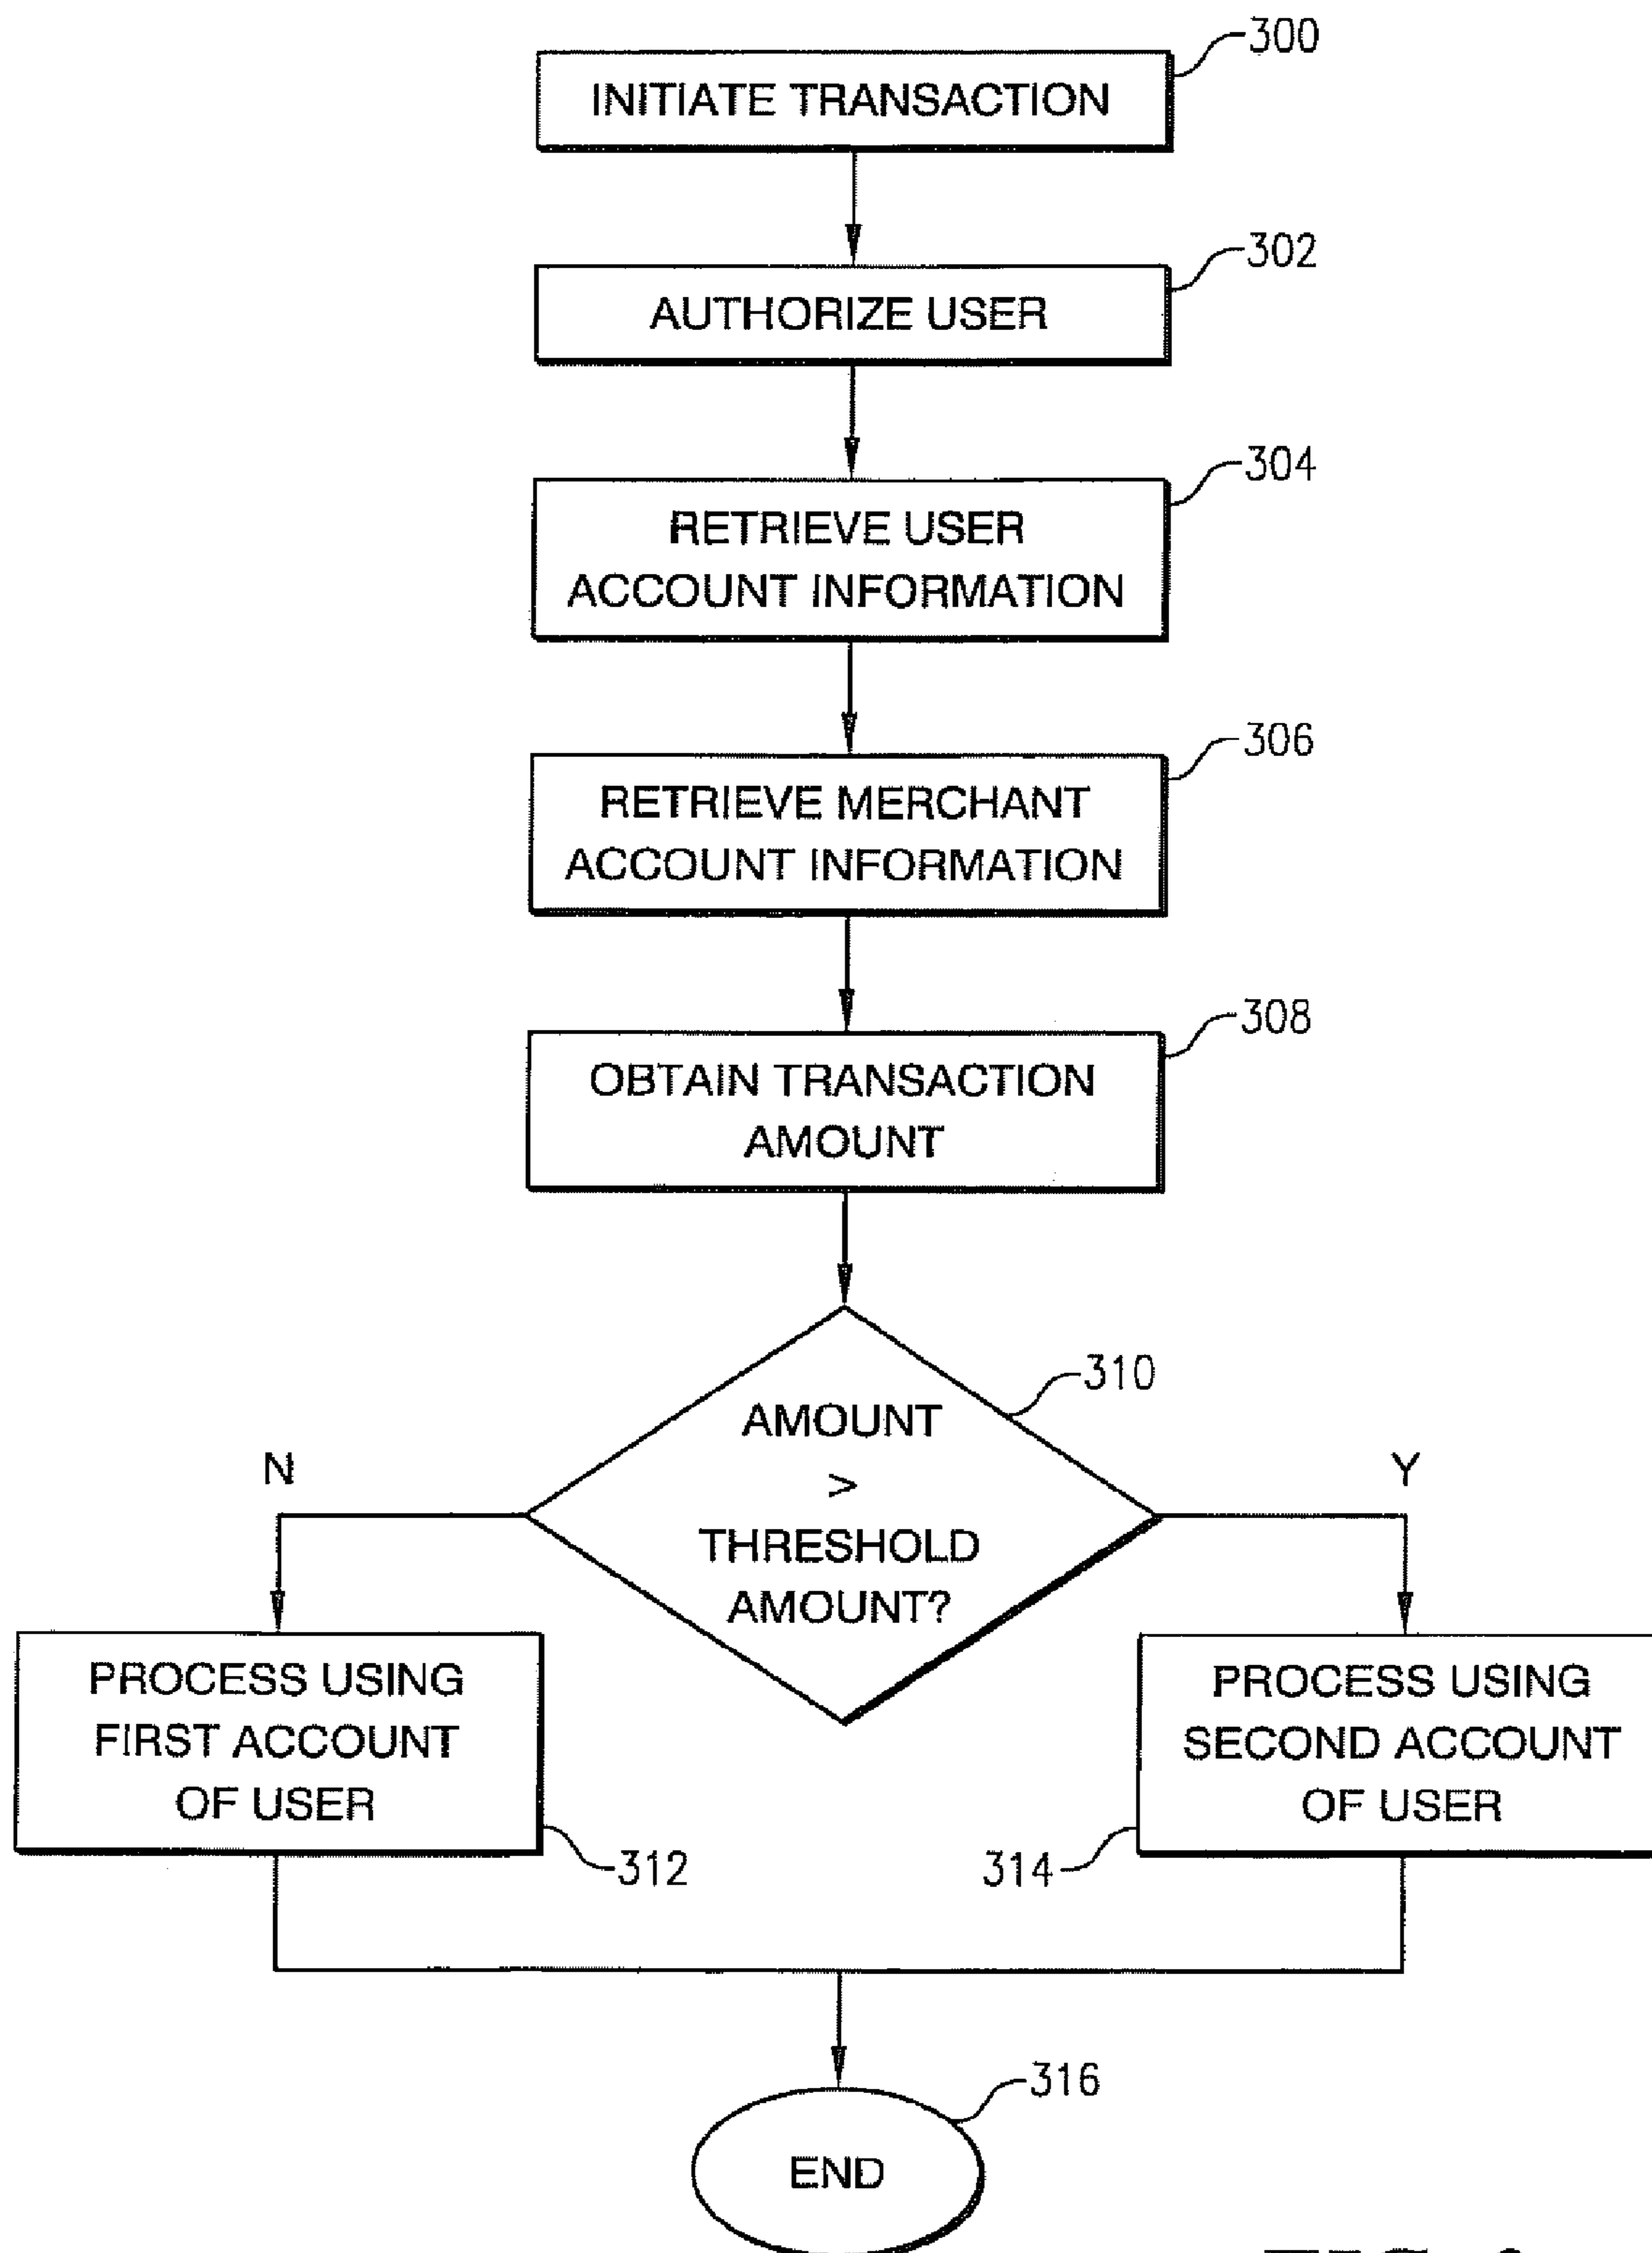 300
INITIATE TRANSACTION
302
AUTHORIZE USER
304
RETRIEVE USER
ACCOUNT INFORMATION
306
RETRIEVE MERCHANT
ACCOUNT INFORMATION
308
OBTAIN TRANSACTION
AMOUNT
310
AMOUNT
>
THRESHOLD
AMOUNT?
N
Y
PROCESS USING
FIRST ACCOUNT
OF USER
312
PROCESS USING
SECOND ACCOUNT
OF USER
314
316
END